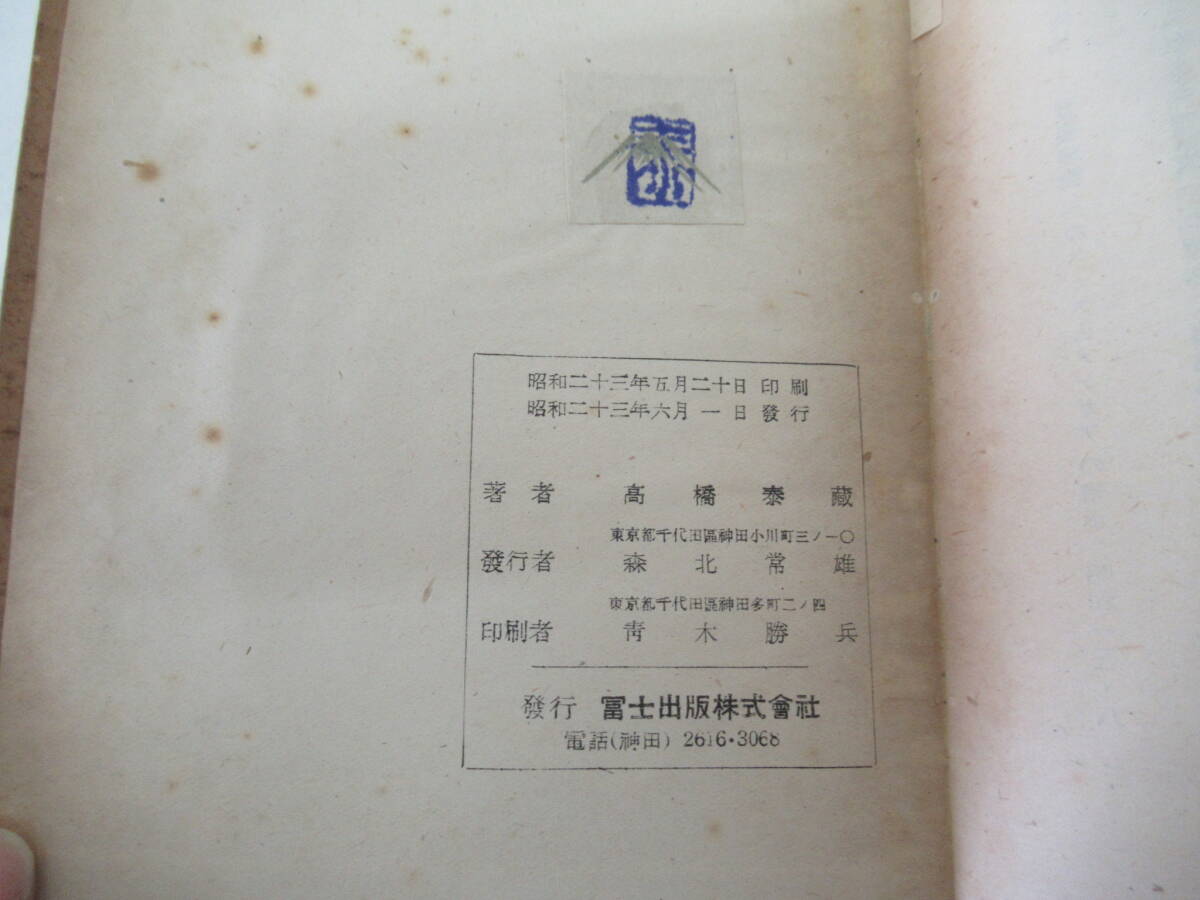 昭和二十三年五月二十日 印刷
昭和二十三年六月 一 日 發行
著者 髙橋泰藏
東京都千代田區神田小川町三ノ一〇
發行者 森北常雄
東京都千代田區神田多町二ノ四
印刷者 靑木勝兵
發行 冨士出版株式會社
電話(神田) 2616・3068